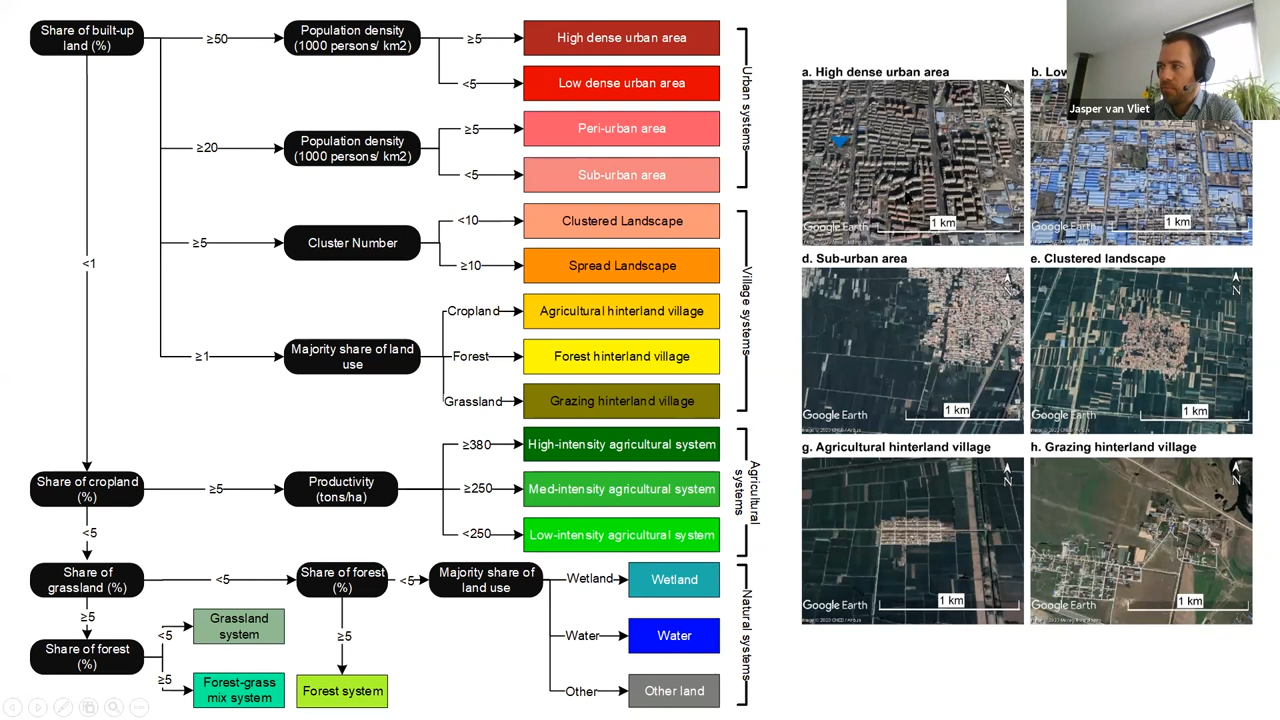 Share of built-up
land (%)
≥50
Population density
(1000 persons/ km2)
≥5
High dense urban area
<5
Low dense urban area
≥20
Population density
(1000 persons/ km2)
≥5
Peri-urban area
<5
Sub-urban area
Urban systems
<1
≥5
Cluster Number
<10
Clustered Landscape
≥10
Spread Landscape
≥1
Majority share of land
use
Cropland
Agricultural hinterland village
Forest
Forest hinterland village
Grassland
Grazing hinterland village
Village systems
Share of cropland
(%)
≥5
Productivity
(tons/ha)
≥380
High-intensity agricultural system
≥250
Med-intensity agricultural system
<250
Low-intensity agricultural system
Agricultural
systems
<5
Share of
grassland (%)
<5
Share of forest
(%)
<5
Majority share of
land use
Wetland
Wetland
Water
Water
Other
Other land
Natural systems
≥5
Share of forest
(%)
<5
Grassland
system
≥5
Forest-grass
mix system
≥5
Forest system
a. High dense urban area
N
1 km
Google Earth
b. Low
Jasper van Vliet
1 km
Google Earth
d. Sub-urban area
N
1 km
Google Earth
e. Clustered landscape
N
1 km
Google Earth
g. Agricultural hinterland village
N
1 km
Google Earth
h. Grazing hinterland village
N
1 km
Google Earth